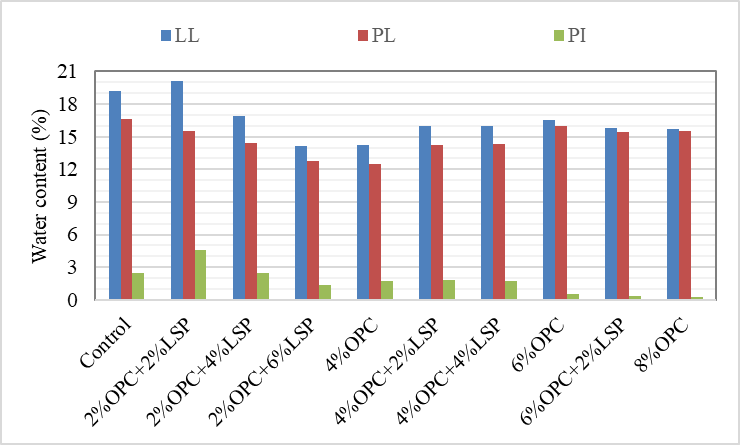 LL PL PI
Water content (%)
21
18
15
12
9
6
3
0
Control
2%OPC+2%LSP
2%OPC+4%LSP
2%OPC+6%LSP
4%OPC
4%OPC+2%LSP
4%OPC+4%LSP
6%OPC
6%OPC+2%LSP
8%OPC